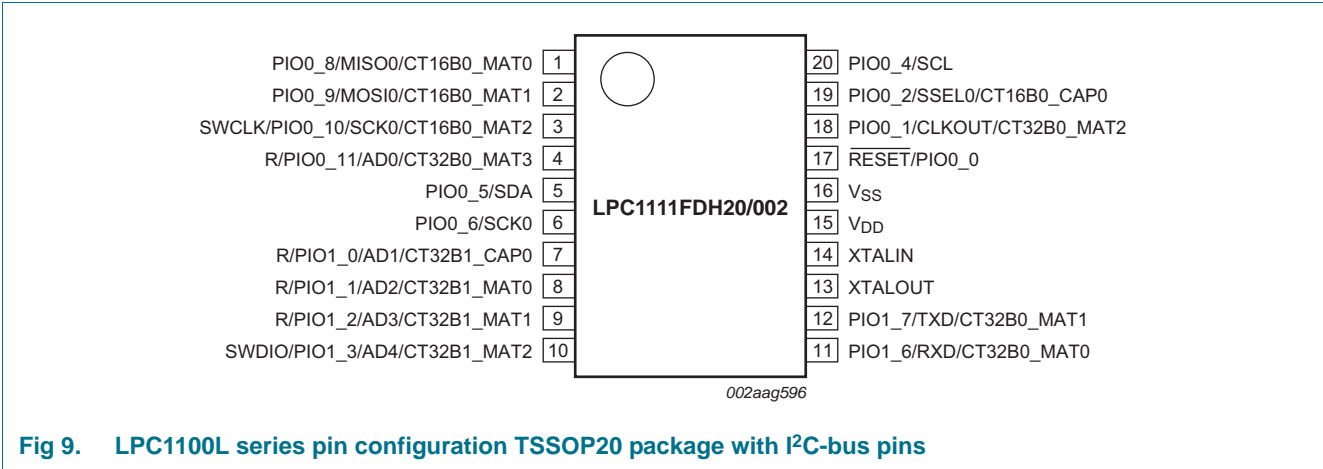 PIO0_8/MISO0/CT16B0_MAT0 1
PIO0_9/MOSI0/CT16B0_MAT1 2
SWCLK/PIO0_10/SCK0/CT16B0_MAT2 3
R/PIO0_11/AD0/CT32B0_MAT3 4
PIO0_5/SDA 5
PIO0_6/SCK0 6
R/PIO1_0/AD1/CT32B1_CAP0 7
R/PIO1_1/AD2/CT32B1_MAT0 8
R/PIO1_2/AD3/CT32B1_MAT1 9
SWDIO/PIO1_3/AD4/CT32B1_MAT2 10
LPC1111FDH20/002
20 PIO0_4/SCL
19 PIO0_2/SSEL0/CT16B0_CAP0
18 PIO0_1/CLKOUT/CT32B0_MAT2
17 RESET/PIO0_0
16 VSS
15 VDD
14 XTALIN
13 XTALOUT
12 PIO1_7/TXD/CT32B0_MAT1
11 PIO1_6/RXD/CT32B0_MAT0
002aag596
Fig 9. LPC1100L series pin configuration TSSOP20 package with I2C-bus pins